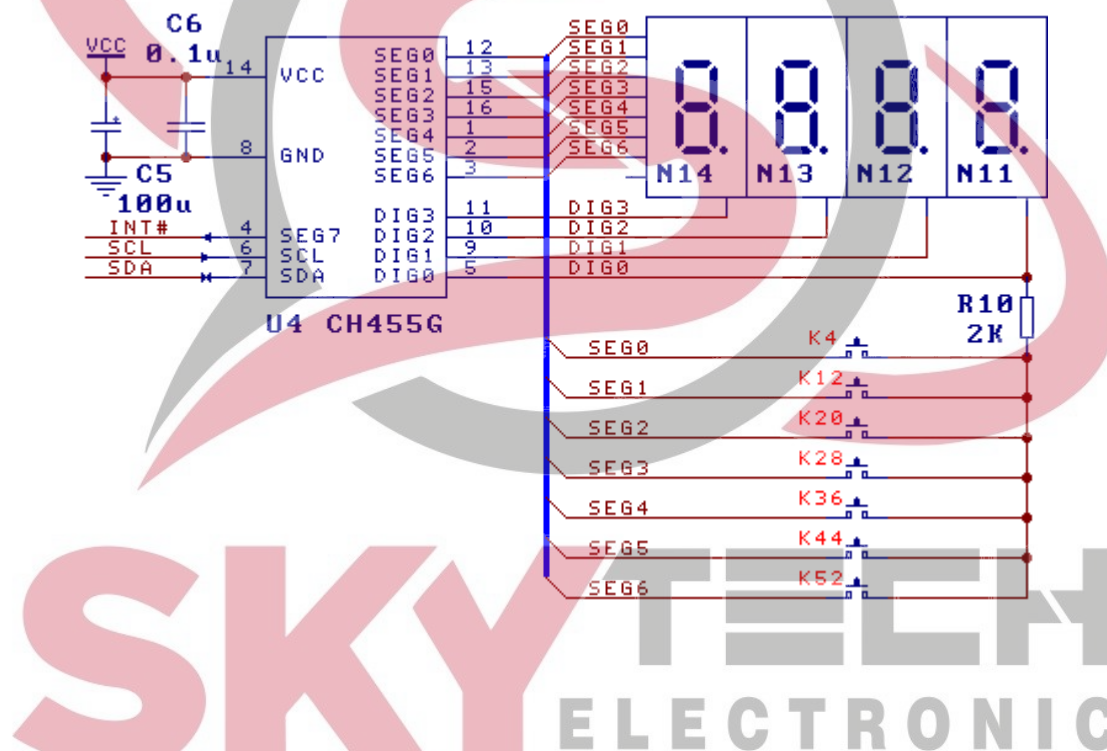 C6
VCC
0.1u
14
VCC
8
GND
C5
100u
INT#
4
SEG7
SCL
6
SCL
SDA
7
SDA
SEG0
12
SEG1
13
SEG2
15
SEG3
16
SEG4
1
SEG5
2
SEG6
3
DIG3
11
DIG2
10
DIG1
9
DIG0
5
U4 CH455G
SEG0
SEG1
SEG2
SEG3
SEG4
SEG5
SEG6
N14
N13
N12
N11
DIG3
DIG2
DIG1
DIG0
R10
2K
SEG0
K4
SEG1
K12
SEG2
K20
SEG3
K28
SEG4
K36
SEG5
K44
SEG6
K52
SKYTECH
ELECTRONIC